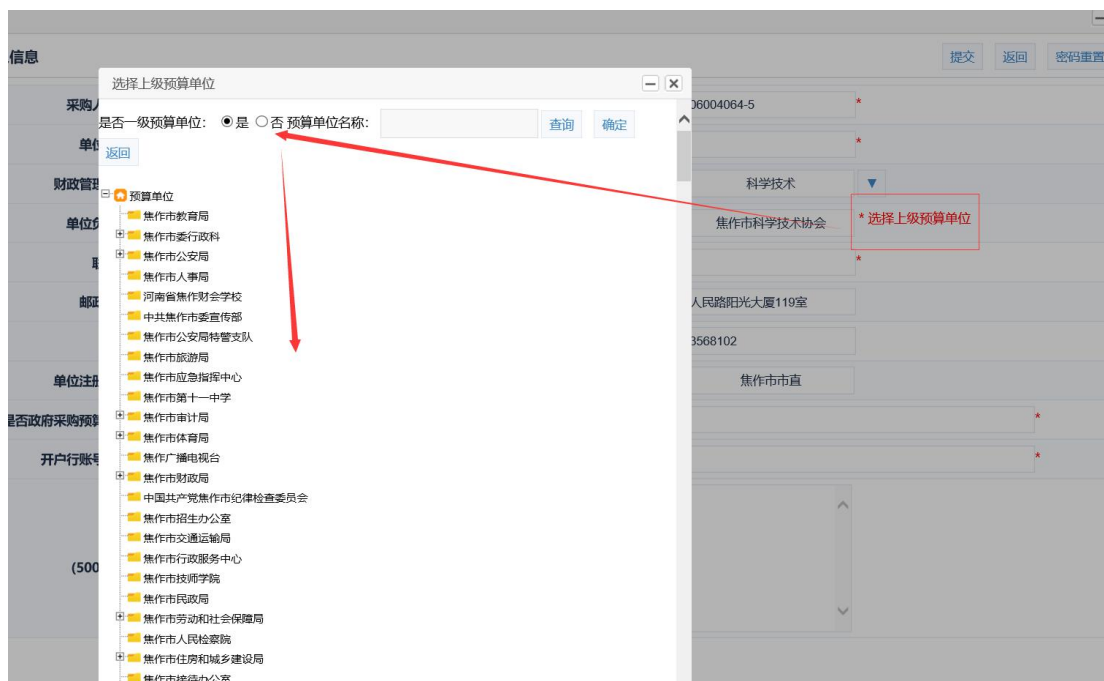 信息
提交 返回 密码重置
选择上级预算单位
采购人
06004064-5 *
是否一级预算单位： 是 否 预算单位名称： 查询 确定
单位
*
返回
财政管理
科学技术
预算单位
焦作市教育局
单位负
焦作市科学技术协会 * 选择上级预算单位
焦作市委行政科
焦作市公安局
联
*
焦作市人事局
河南省焦作财会学校
邮政
人民路阳光大厦119室
中共焦作市委宣传部
焦作市公安局特警支队
3568102
焦作市旅游局
焦作市应急指挥中心
单位注册
焦作市市直
焦作市第十一中学
是否政府采购预算
*
焦作市审计局
焦作市体育局
开户行账号
*
焦作广播电视台
焦作市财政局
中国共产党焦作市纪律检查委员会
焦作市招生办公室
焦作市交通运输局
焦作市行政服务中心
(500
焦作市技师学院
焦作市民政局
焦作市劳动和社会保障局
焦作市人民检察院
焦作市住房和城乡建设局
焦作市接待办公室